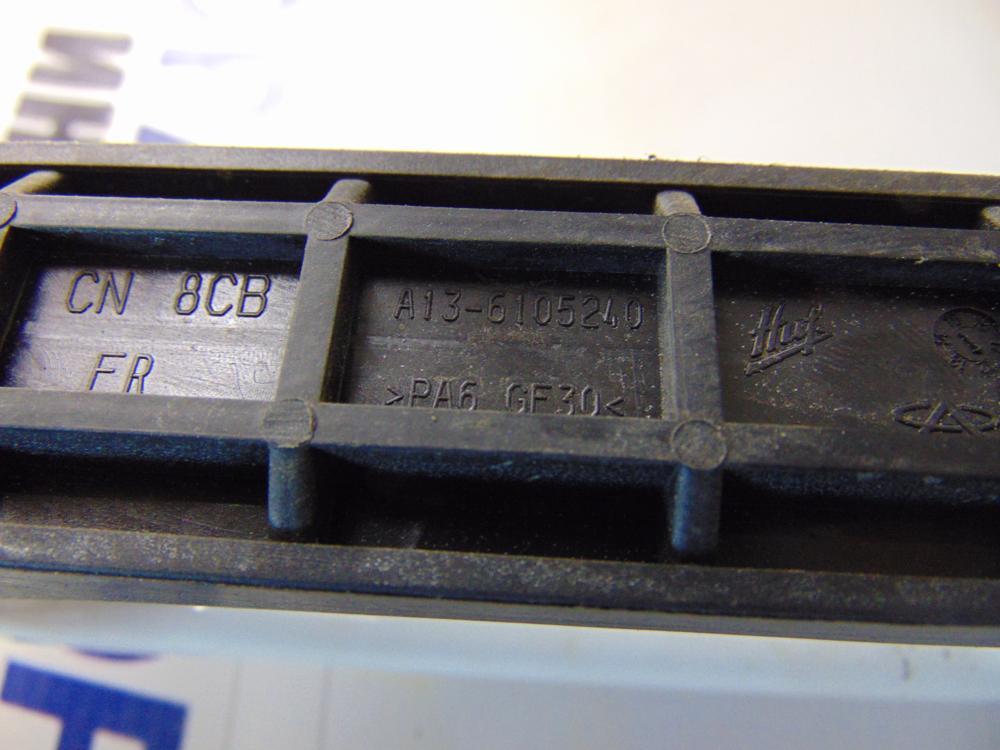 CN 8CB
FR
A13-6105240
>PA6 GF30<
Huf